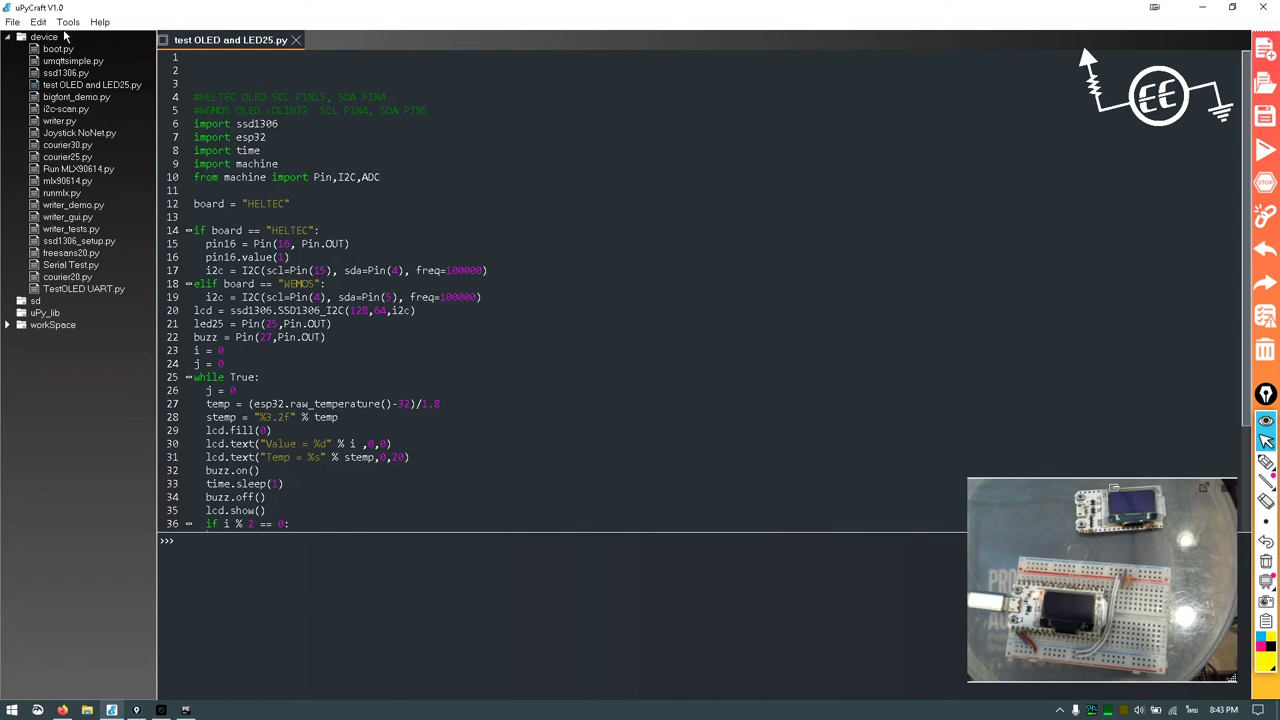 uPyCraft V1.0
File Edit Tools Help
device
boot.py
umqttsimple.py
ssd1306.py
test OLED and LED25.py
bigfont_demo.py
i2c-scan.py
writer.py
Joystick NoNet.py
courier30.py
courier25.py
Run MLX90614.py
mlx90614.py
runmlx.py
writer_demo.py
writer_gui.py
writer_tests.py
ssd1306_setup.py
freesans20.py
Serial Test.py
courier20.py
TestOLED UART.py
sd
uPy_lib
workSpace
test OLED and LED25.py
1
2
3
4 #HELTEC OLED SCL PIN15, SDA PIN4
5 #WEMOS OLED LOLIN32  SCL PIN4, SDA PIN5
6 import ssd1306
7 import esp32
8 import time
9 import machine
10 from machine import Pin,I2C,ADC
11
12 board = "HELTEC"
13
14 if board == "HELTEC":
15 pin16 = Pin(16, Pin.OUT)
16 pin16.value(1)
17 i2c = I2C(scl=Pin(15), sda=Pin(4), freq=100000)
18 elif board == "WEMOS":
19 i2c = I2C(scl=Pin(4), sda=Pin(5), freq=100000)
20 lcd = ssd1306.SSD1306_I2C(128,64,i2c)
21 led25 = Pin(25,Pin.OUT)
22 buzz = Pin(27,Pin.OUT)
23 i = 0
24 j = 0
25 while True:
26 j = 0
27 temp = (esp32.raw_temperature()-32)/1.8
28 stemp = "%3.2f" % temp
29 lcd.fill(0)
30 lcd.text("Value = %d" % i ,0,0)
31 lcd.text("Temp = %s" % stemp,0,20)
32 buzz.on()
33 time.sleep(1)
34 buzz.off()
35 lcd.show()
36 if i % 2 == 0:
>>>
EE
STOP
ไทย 8:43 PM